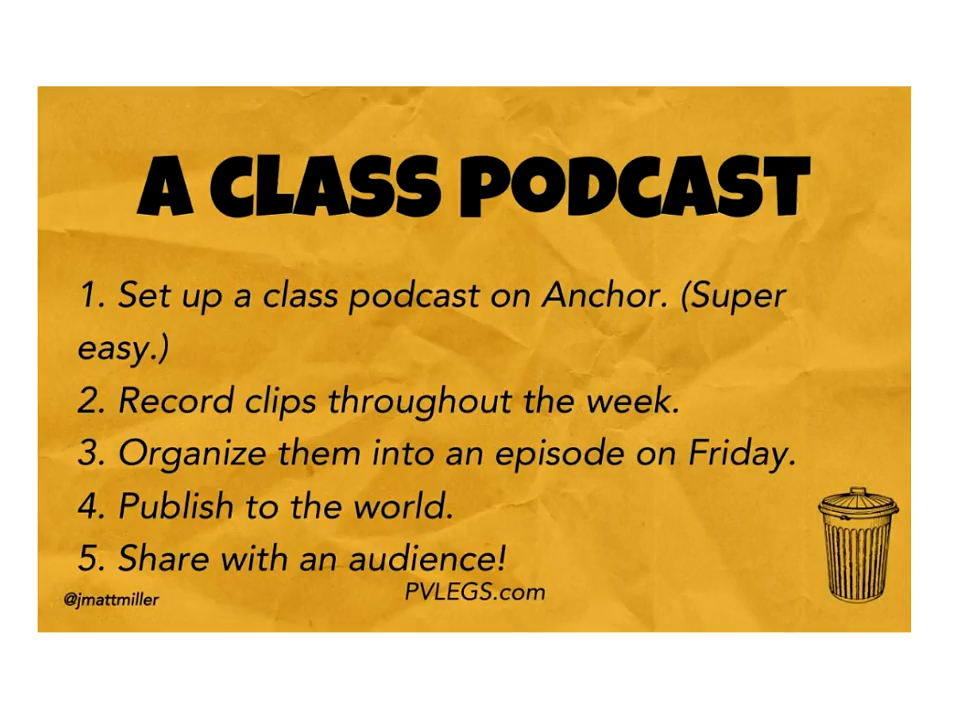 A CLASS PODCAST
1. Set up a class podcast on Anchor. (Super
easy.)
2. Record clips throughout the week.
3. Organize them into an episode on Friday.
4. Publish to the world.
5. Share with an audience!
PVLEGS.com
@jmattmiller